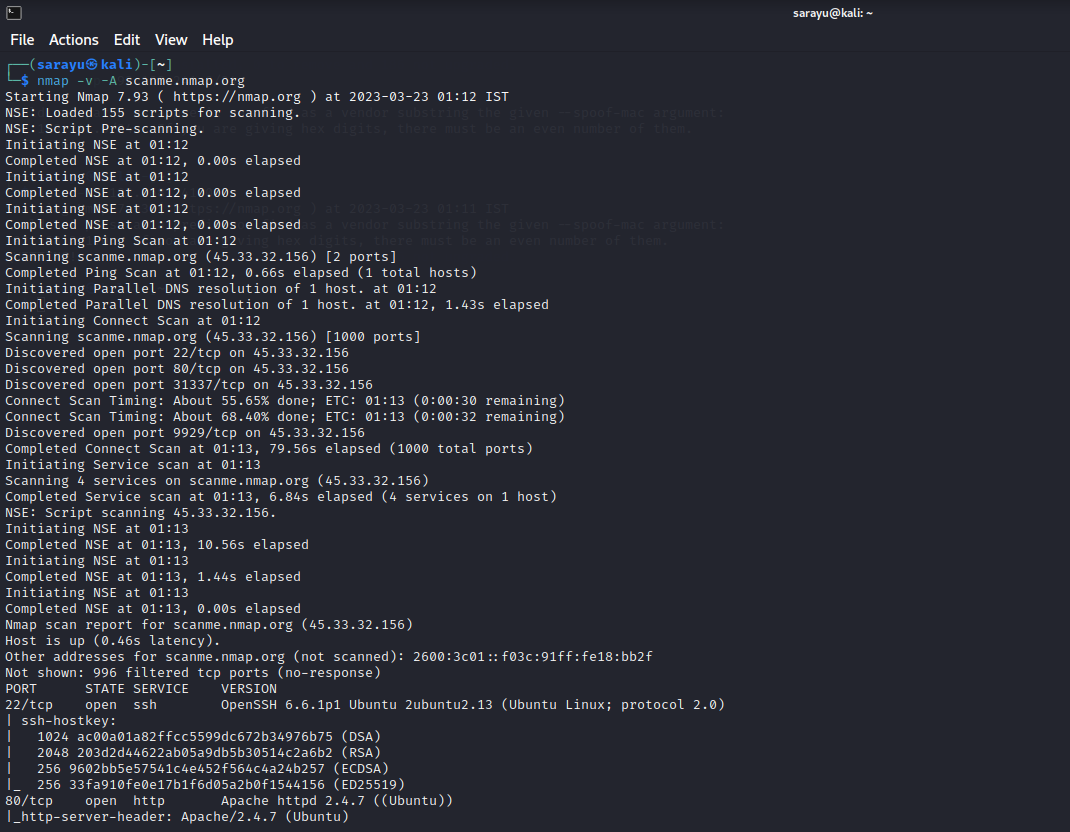 sarayu@kali: ~
File Actions Edit View Help
┌──(sarayu㉿kali)-[~]
└─$ nmap -v -A scanme.nmap.org
Starting Nmap 7.93 ( https://nmap.org ) at 2023-03-23 01:12 IST
NSE: Loaded 155 scripts for scanning.
NSE: Script Pre-scanning.
Initiating NSE at 01:12
Completed NSE at 01:12, 0.00s elapsed
Initiating NSE at 01:12
Completed NSE at 01:12, 0.00s elapsed
Initiating NSE at 01:12
Completed NSE at 01:12, 0.00s elapsed
Initiating Ping Scan at 01:12
Scanning scanme.nmap.org (45.33.32.156) [2 ports]
Completed Ping Scan at 01:12, 0.66s elapsed (1 total hosts)
Initiating Parallel DNS resolution of 1 host. at 01:12
Completed Parallel DNS resolution of 1 host. at 01:12, 1.43s elapsed
Initiating Connect Scan at 01:12
Scanning scanme.nmap.org (45.33.32.156) [1000 ports]
Discovered open port 22/tcp on 45.33.32.156
Discovered open port 80/tcp on 45.33.32.156
Discovered open port 31337/tcp on 45.33.32.156
Connect Scan Timing: About 55.65% done; ETC: 01:13 (0:00:30 remaining)
Connect Scan Timing: About 68.40% done; ETC: 01:13 (0:00:32 remaining)
Discovered open port 9929/tcp on 45.33.32.156
Completed Connect Scan at 01:13, 79.56s elapsed (1000 total ports)
Initiating Service scan at 01:13
Scanning 4 services on scanme.nmap.org (45.33.32.156)
Completed Service scan at 01:13, 6.84s elapsed (4 services on 1 host)
NSE: Script scanning 45.33.32.156.
Initiating NSE at 01:13
Completed NSE at 01:13, 10.56s elapsed
Initiating NSE at 01:13
Completed NSE at 01:13, 1.44s elapsed
Initiating NSE at 01:13
Completed NSE at 01:13, 0.00s elapsed
Nmap scan report for scanme.nmap.org (45.33.32.156)
Host is up (0.46s latency).
Other addresses for scanme.nmap.org (not scanned): 2600:3c01::f03c:91ff:fe18:bb2f
Not shown: 996 filtered tcp ports (no-response)
PORT      STATE SERVICE    VERSION
22/tcp    open  ssh        OpenSSH 6.6.1p1 Ubuntu 2ubuntu2.13 (Ubuntu Linux; protocol 2.0)
| ssh-hostkey:
|   1024 ac00a01a82ffcc5599dc672b34976b75 (DSA)
|   2048 203d2d44622ab05a9db5b30514c2a6b2 (RSA)
|   256 9602bb5e57541c4e452f564c4a24b257 (ECDSA)
|_  256 33fa910fe0e17b1f6d05a2b0f1544156 (ED25519)
80/tcp    open  http       Apache httpd 2.4.7 ((Ubuntu))
|_http-server-header: Apache/2.4.7 (Ubuntu)